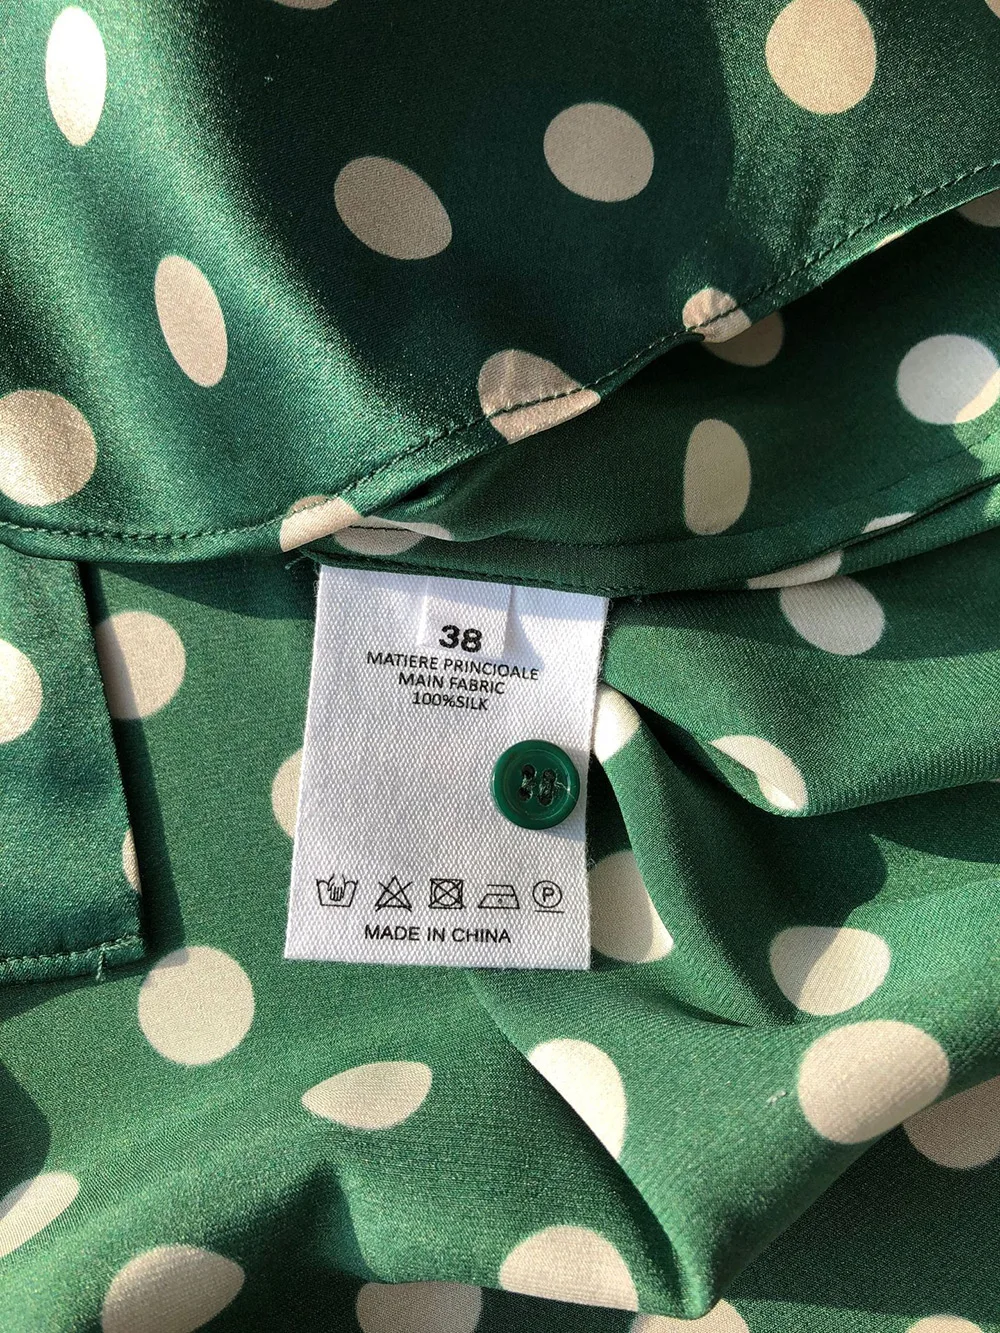 38
MATIERE PRINCIOALE
MAIN FABRIC
100%SILK
P
MADE IN CHINA